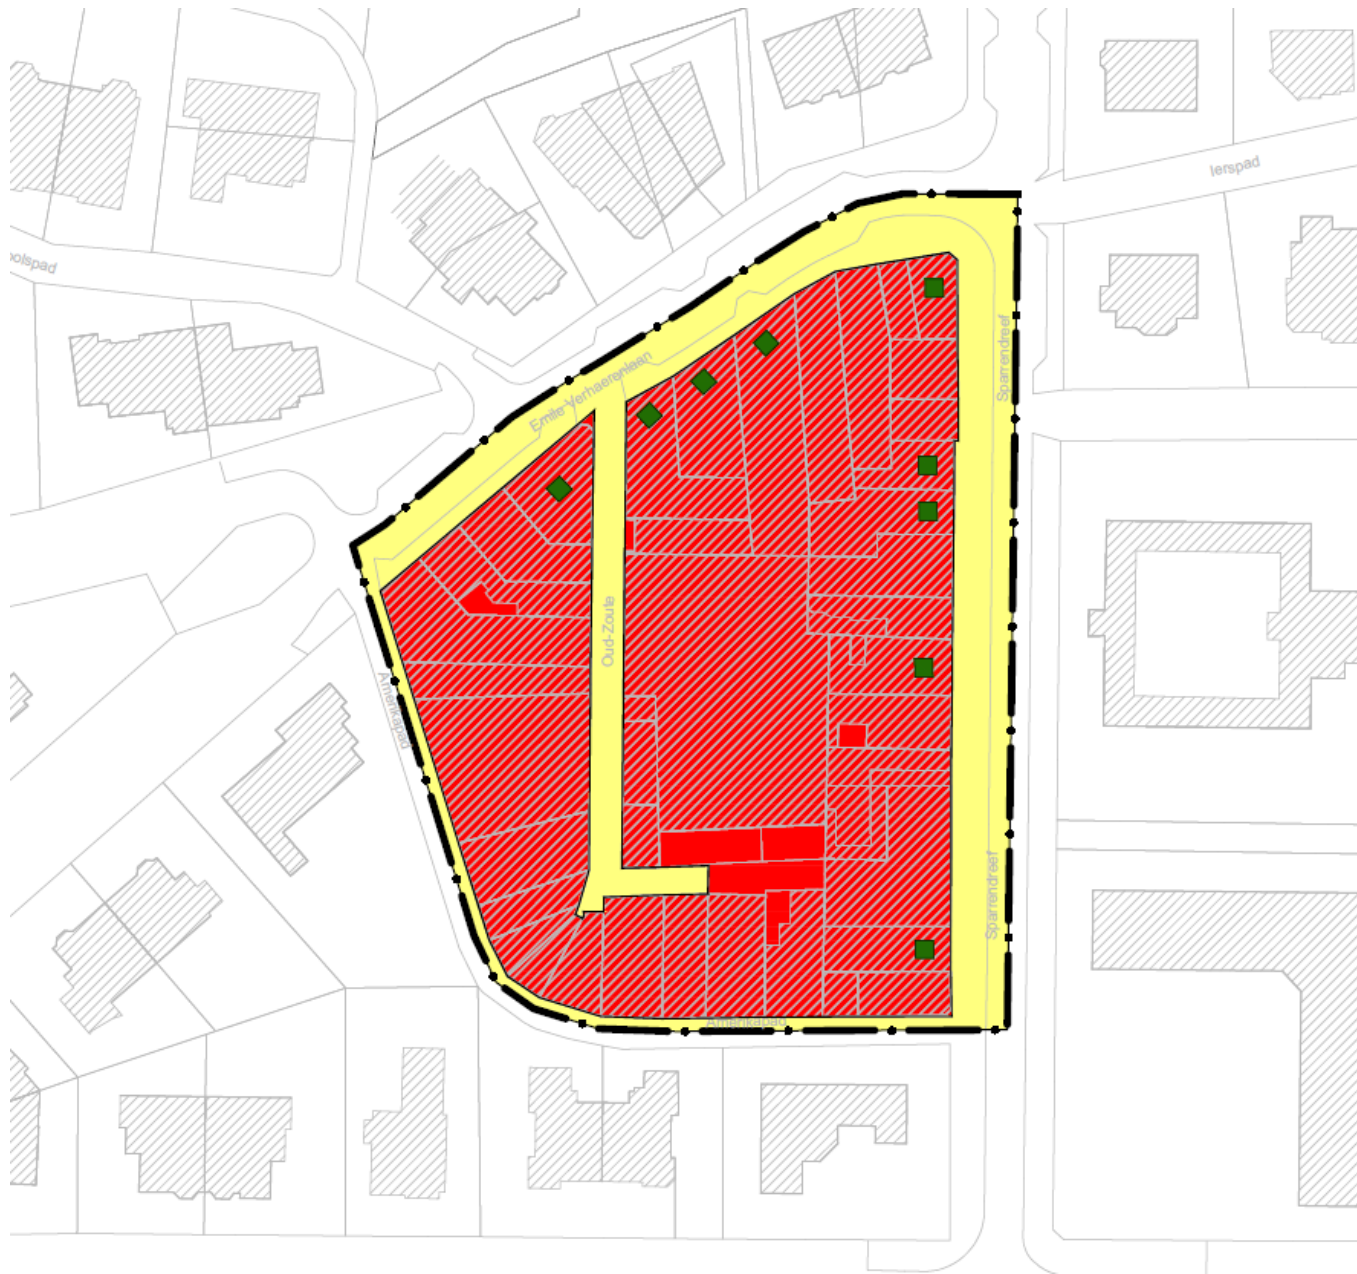 Ierspad
olspad
Sparrendreef
Emile Verhaerenlaan
Oud-Zoute
Amerikapad
Sparrendreef
Amerikapad